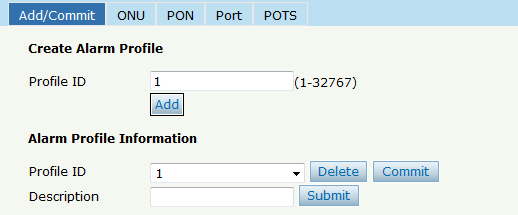 Add/Commit ONU PON Port POTS
Create Alarm Profile
Profile ID 1 (1-32767)
Add
Alarm Profile Information
Profile ID 1 Delete Commit
Description Submit